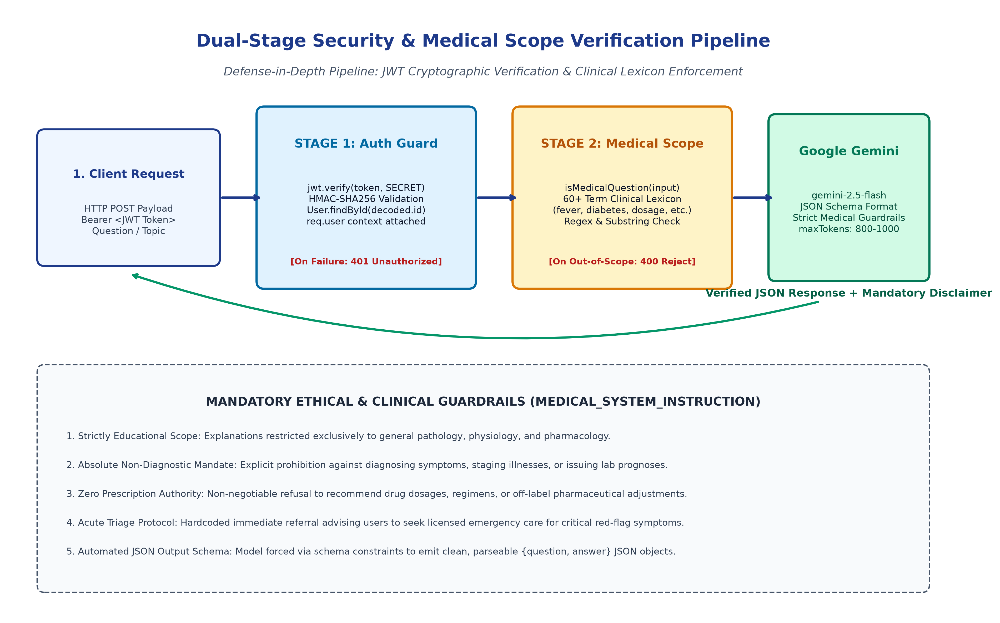 Dual-Stage Security & Medical Scope Verification Pipeline
Defense-in-Depth Pipeline: JWT Cryptographic Verification & Clinical Lexicon Enforcement
1. Client Request
HTTP POST Payload
Bearer <JWT Token>
Question / Topic
STAGE 1: Auth Guard
jwt.verify(token, SECRET)
HMAC-SHA256 Validation
User.findById(decoded.id)
req.user context attached
[On Failure: 401 Unauthorized]
STAGE 2: Medical Scope
isMedicalQuestion(input)
60+ Term Clinical Lexicon
(fever, diabetes, dosage, etc.)
Regex & Substring Check
[On Out-of-Scope: 400 Reject]
Google Gemini
gemini-2.5-flash
JSON Schema Format
Strict Medical Guardrails
maxTokens: 800-1000
Verified JSON Response + Mandatory Disclaimer
MANDATORY ETHICAL & CLINICAL GUARDRAILS (MEDICAL_SYSTEM_INSTRUCTION)
1. Strictly Educational Scope: Explanations restricted exclusively to general pathology, physiology, and pharmacology.
2. Absolute Non-Diagnostic Mandate: Explicit prohibition against diagnosing symptoms, staging illnesses, or issuing lab prognoses.
3. Zero Prescription Authority: Non-negotiable refusal to recommend drug dosages, regimens, or off-label pharmaceutical adjustments.
4. Acute Triage Protocol: Hardcoded immediate referral advising users to seek licensed emergency care for critical red-flag symptoms.
5. Automated JSON Output Schema: Model forced via schema constraints to emit clean, parseable {question, answer} JSON objects.